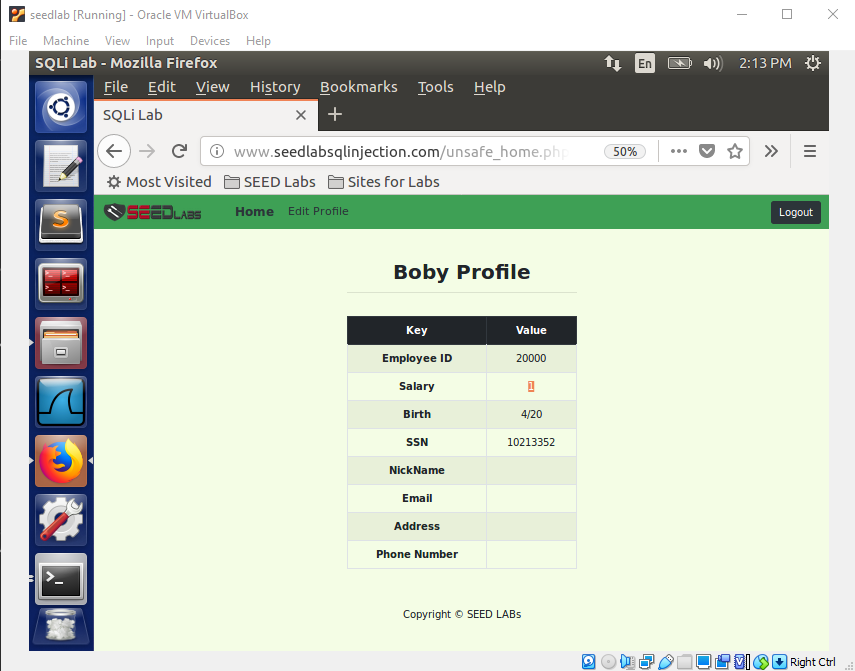 seedlab [Running] - Oracle VM VirtualBox
File Machine View Input Devices Help
SQLi Lab - Mozilla Firefox En 2:13 PM
File Edit View History Bookmarks Tools Help
SQLi Lab
www.seedlabsqlinjection.com/unsafe_home.php 50%
Most Visited SEED Labs Sites for Labs
SEEDLABS Home Edit Profile Logout
Boby Profile
Key Value
Employee ID 20000
Salary 1
Birth 4/20
SSN 10213352
NickName
Email
Address
Phone Number
Copyright © SEED LABs
Right Ctrl